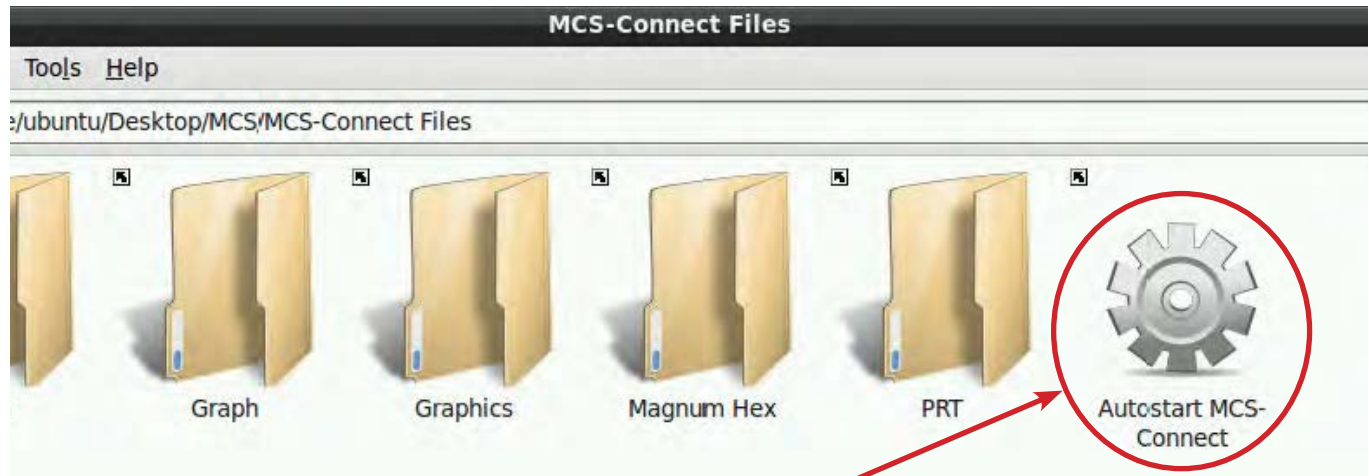 MCS-Connect Files
Tools Help
e/ubuntu/Desktop/MCS/MCS-Connect Files
Graph Graphics Magnum Hex PRT Autostart MCS-
Connect